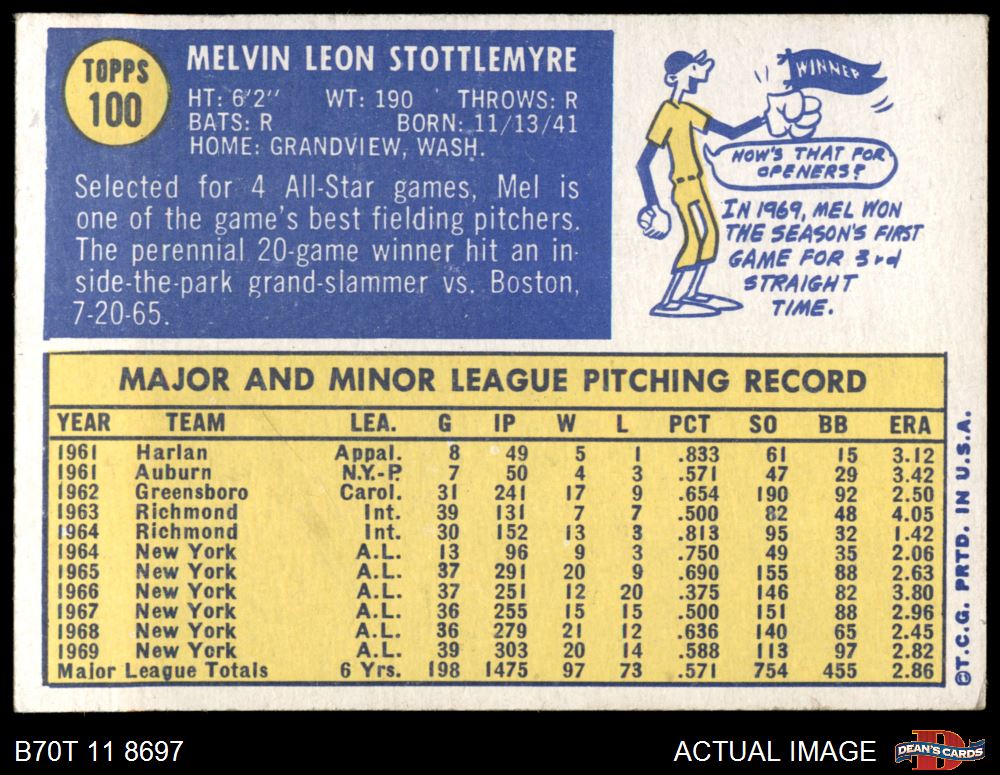 TOPPS
100
MELVIN LEON STOTTLEMYRE
HT: 6'2" WT: 190 THROWS: R
BATS: R BORN: 11/13/41
HOME: GRANDVIEW, WASH.
Selected for 4 All-Star games, Mel is
one of the game's best fielding pitchers.
The perennial 20-game winner hit an in-
side-the-park grand-slammer vs. Boston,
7-20-65.
WINNER
HOW'S THAT FOR
OPENERS?
IN 1969, MEL WON
THE SEASON'S FIRST
GAME FOR 3rd
STRAIGHT
TIME.
MAJOR AND MINOR LEAGUE PITCHING RECORD
YEAR TEAM LEA. G IP W L PCT SO BB ERA
1961 Harlan Appal. 8 49 5 1 .833 61 15 3.12
1961 Auburn N.Y.-P. 7 50 4 3 .571 47 29 3.42
1962 Greensboro Carol. 31 241 17 9 .654 190 92 2.50
1963 Richmond Int. 39 131 7 7 .500 82 48 4.05
1964 Richmond Int. 30 152 13 3 .813 95 32 1.42
1964 New York A.L. 13 96 9 3 .750 49 35 2.06
1965 New York A.L. 37 291 20 9 .690 155 88 2.63
1966 New York A.L. 37 251 12 20 .375 146 82 3.80
1967 New York A.L. 36 255 15 15 .500 151 88 2.96
1968 New York A.L. 36 279 21 12 .636 140 65 2.45
1969 New York A.L. 39 303 20 14 .588 113 97 2.82
Major League Totals 6 Yrs. 198 1475 97 73 .571 754 455 2.86
©T.C.G. PRTD. IN U.S.A.
B70T 11 8697
ACTUAL IMAGE
D
DEAN'S CARDS